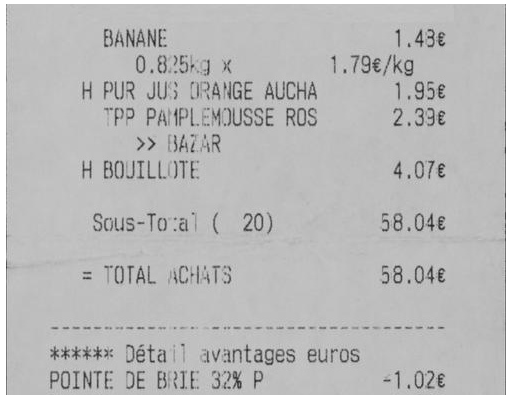 BANANE 1.48€
0.825kg x 1.79€/kg
H PUR JUS ORANGE AUCHA 1.95€
TPP PAMPLEMOUSSE ROS 2.39€
>> BAZAR
H BOUILLOTE 4.07€
Sous-Total ( 20) 58.04€
= TOTAL ACHATS 58.04€
----------------------------------------
****** Détail avantages euros
POINTE DE BRIE 32% P -1.02€